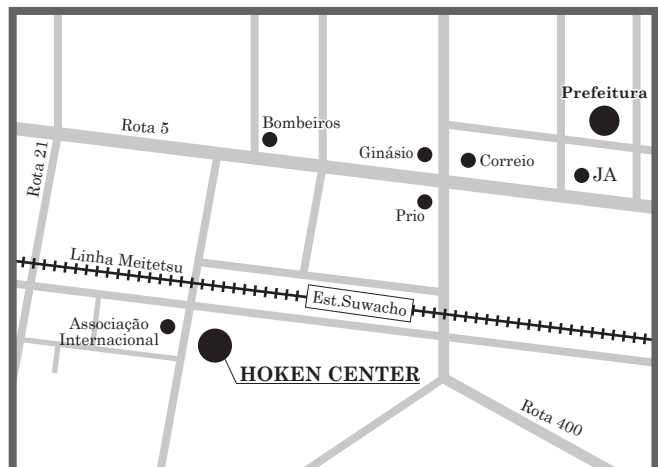 Prefeitura
Bombeiros
Rota 5
Ginásio
Correio
JA
Rota 21
Prio
Linha Meitetsu
Est.Suwacho
Associação
Internacional
HOKEN CENTER
Rota 400